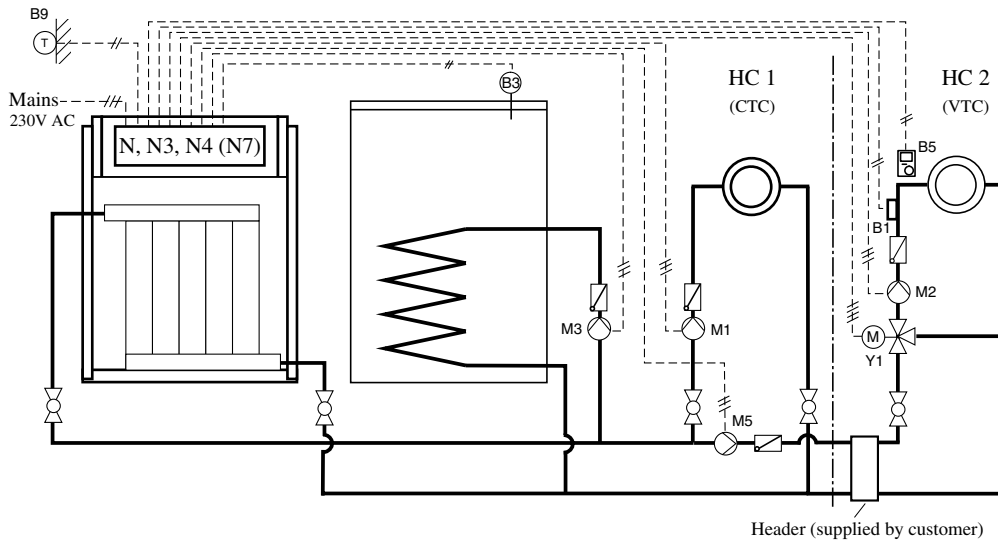 B9
T
Mains
230V AC
N, N3, N4 (N7)
B3
HC 1
(CTC)
HC 2
(VTC)
B5
B1
M2
M3
M1
M
Y1
M5
Header (supplied by customer)